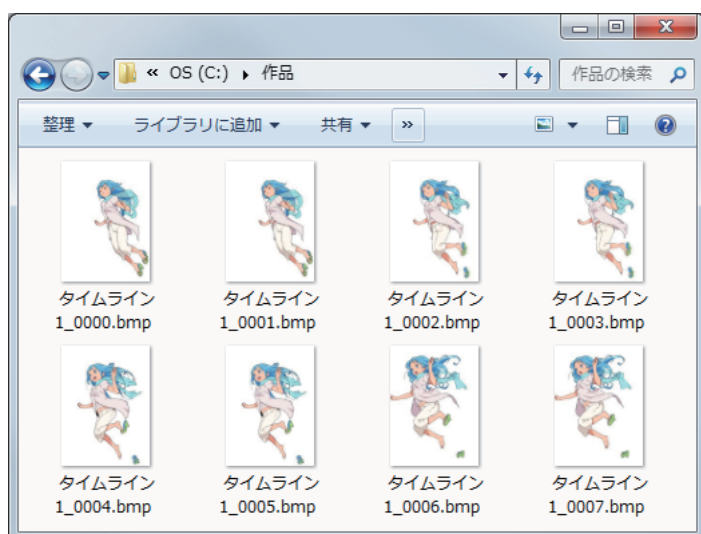 « OS (C:) ▸ 作品
作品の検索
整理 ▼ ライブラリに追加 ▼ 共有 ▼ »
タイムライン
1_0000.bmp
タイムライン
1_0001.bmp
タイムライン
1_0002.bmp
タイムライン
1_0003.bmp
タイムライン
1_0004.bmp
タイムライン
1_0005.bmp
タイムライン
1_0006.bmp
タイムライン
1_0007.bmp